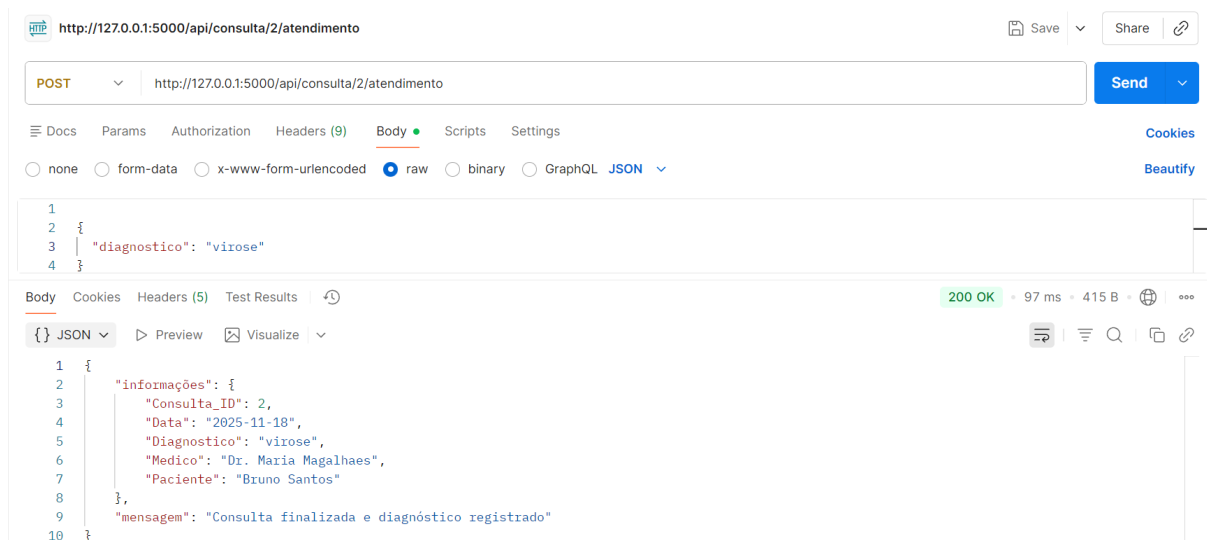 HTTP http://127.0.0.1:5000/api/consulta/2/atendimento Save Share
POST http://127.0.0.1:5000/api/consulta/2/atendimento Send
Docs Params Authorization Headers (9) Body Scripts Settings Cookies
none form-data x-www-form-urlencoded raw binary GraphQL JSON Beautify
1
2 {
3 "diagnostico": "virose"
4 }
Body Cookies Headers (5) Test Results 200 OK • 97 ms • 415 B
{} JSON Preview Visualize
1 {
2 "informações": {
3 "Consulta_ID": 2,
4 "Data": "2025-11-18",
5 "Diagnostico": "virose",
6 "Medico": "Dr. Maria Magalhaes",
7 "Paciente": "Bruno Santos"
8 },
9 "mensagem": "Consulta finalizada e diagnóstico registrado"
10 }